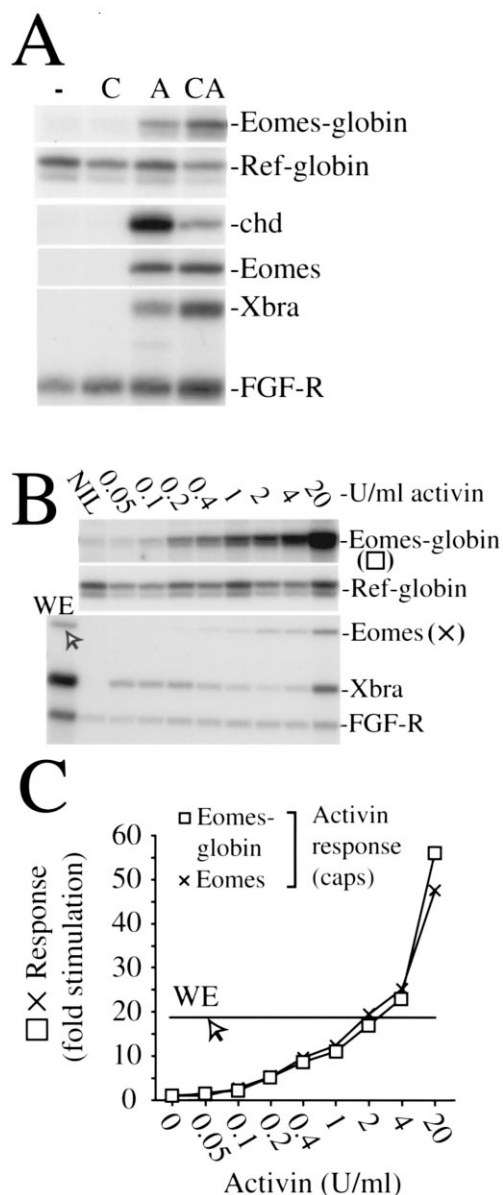 A
- C A CA
-Eomes-globin
-Ref-globin
-chd
-Eomes
-Xbra
-FGF-R
B
NIL 0.05 0.1 0.2 0.4 1 2 4 20 -U/ml activin
-Eomes-globin
(□)
-Ref-globin
WE
-Eomes (×)
-Xbra
-FGF-R
C
□ × Response
(fold stimulation)
60
50
40
30
20
10
0
□ Eomes-
globin
× Eomes
Activin
response
(caps)
WE
0 0.05 0.1 0.2 0.4 1 2 4 20
Activin (U/ml)